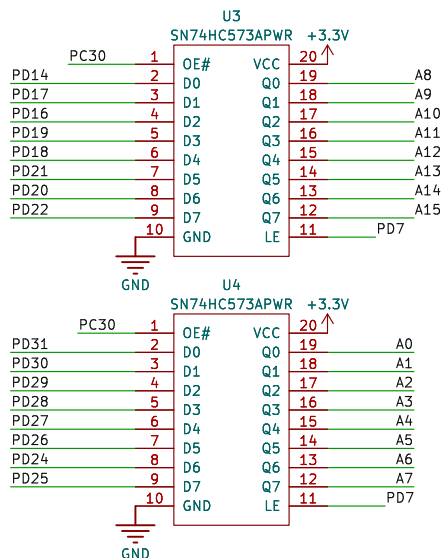 U3
SN74HC573APWR +3.3V
PC30 1 OE# VCC 20
PD14 2 D0 Q0 19 A8
PD17 3 D1 Q1 18 A9
PD16 4 D2 Q2 17 A10
PD19 5 D3 Q3 16 A11
PD18 6 D4 Q4 15 A12
PD21 7 D5 Q5 14 A13
PD20 8 D6 Q6 13 A14
PD22 9 D7 Q7 12 A15
10 GND LE 11 PD7
GND
U4
SN74HC573APWR +3.3V
PC30 1 OE# VCC 20
PD31 2 D0 Q0 19 A0
PD30 3 D1 Q1 18 A1
PD29 4 D2 Q2 17 A2
PD28 5 D3 Q3 16 A3
PD27 6 D4 Q4 15 A4
PD26 7 D5 Q5 14 A5
PD24 8 D6 Q6 13 A6
PD25 9 D7 Q7 12 A7
10 GND LE 11 PD7
GND